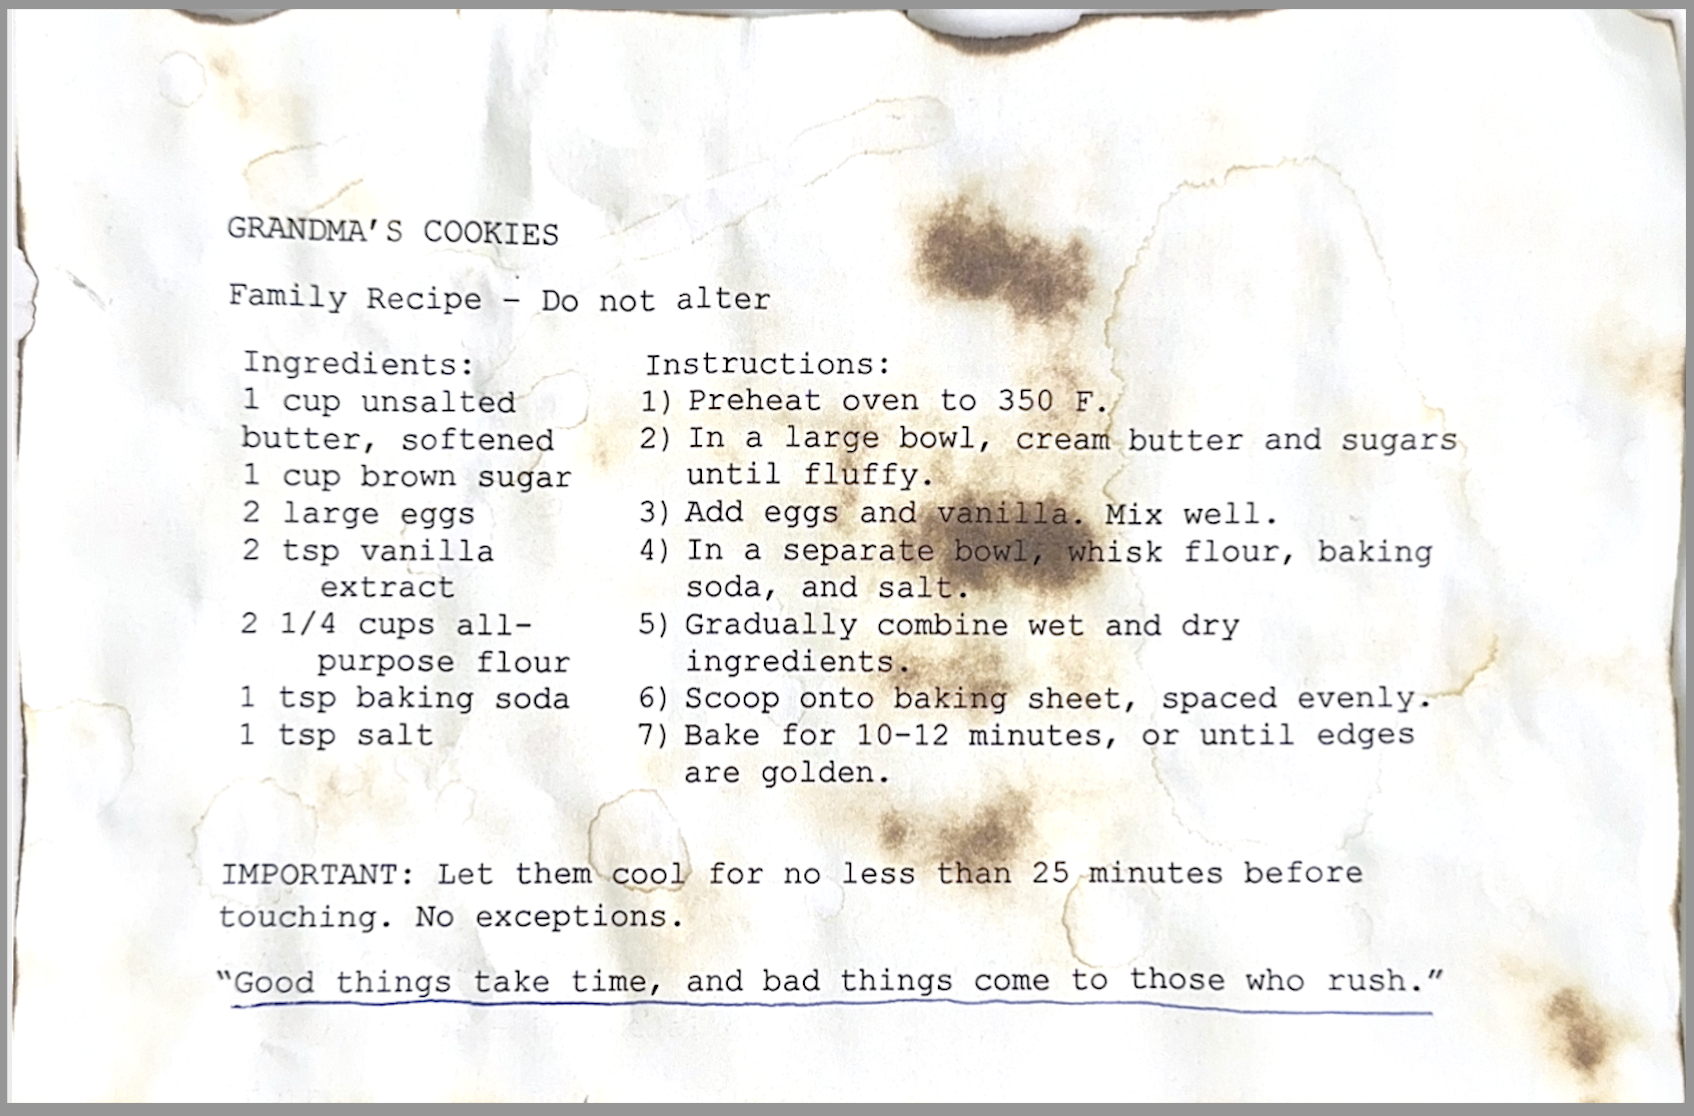 GRANDMA'S COOKIES
Family Recipe - Do not alter
Ingredients:
1 cup unsalted
butter, softened
1 cup brown sugar
2 large eggs
2 tsp vanilla
extract
2 1/4 cups all-
purpose flour
1 tsp baking soda
1 tsp salt
Instructions:
1) Preheat oven to 350 F.
2) In a large bowl, cream butter and sugars
until fluffy.
3) Add eggs and vanilla. Mix well.
4) In a separate bowl, whisk flour, baking
soda, and salt.
5) Gradually combine wet and dry
ingredients.
6) Scoop onto baking sheet, spaced evenly.
7) Bake for 10-12 minutes, or until edges
are golden.
IMPORTANT: Let them cool for no less than 25 minutes before
touching. No exceptions.
"Good things take time, and bad things come to those who rush."